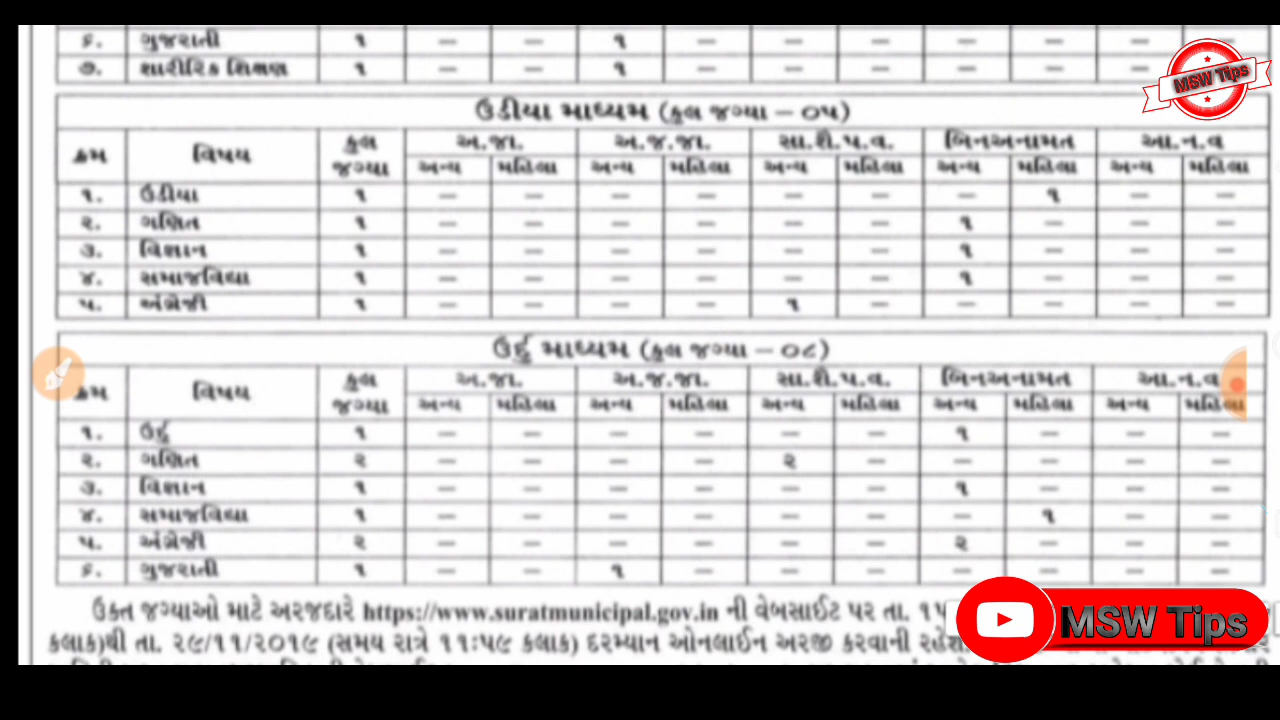 ૬. ગુજરાતી ૧ — — ૧ — — — — — —
૭. શારીરિક શિક્ષણ ૧ — — ૧ — — — — — —
MSW Tips
ઉડીયા માધ્યમ (કુલ જગ્યા – ૦૫)
ક્રમ વિષય કુલ જગ્યા અ.જા. અ.જ.જા. સા.શૈ.પ.વ. બિનઅનામત આ.ન.વ
અન્ય મહિલા અન્ય મહિલા અન્ય મહિલા અન્ય મહિલા અન્ય મહિલા
૧. ઉડીયા ૧ — — — — — — — ૧ — —
૨. ગણિત ૧ — — — — — — ૧ — — —
૩. વિજ્ઞાન ૧ — — — — — — ૧ — — —
૪. સમાજવિદ્યા ૧ — — — — — — ૧ — — —
૫. અંગ્રેજી ૧ — — — — ૧ — — — — —
ઉર્દુ માધ્યમ (કુલ જગ્યા – ૦૮)
ક્રમ વિષય કુલ જગ્યા અ.જા. અ.જ.જા. સા.શૈ.પ.વ. બિનઅનામત આ.ન.વ
અન્ય મહિલા અન્ય મહિલા અન્ય મહિલા અન્ય મહિલા અન્ય મહિલા
૧. ઉર્દુ ૧ — — — — — — ૧ — — —
૨. ગણિત ૨ — — — — ૨ — — — — —
૩. વિજ્ઞાન ૧ — — — — — — ૧ — — —
૪. સમાજવિદ્યા ૧ — — — — — — — ૧ — —
૫. અંગ્રેજી ૨ — — — — — — ૨ — — —
૬. ગુજરાતી ૧ — — ૧ — — — — — — —
ઉક્ત જગ્યાઓ માટે અરજદારે https://www.suratmunicipal.gov.in ની વેબસાઈટ પર તા.
કલાક)થી તા. ૨૯/૧૧/૨૦૧૯ (સમય રાત્રે ૧૧:૫૯ કલાક) દરમ્યાન ઓનલાઈન અરજી કરવાની
MSW Tips